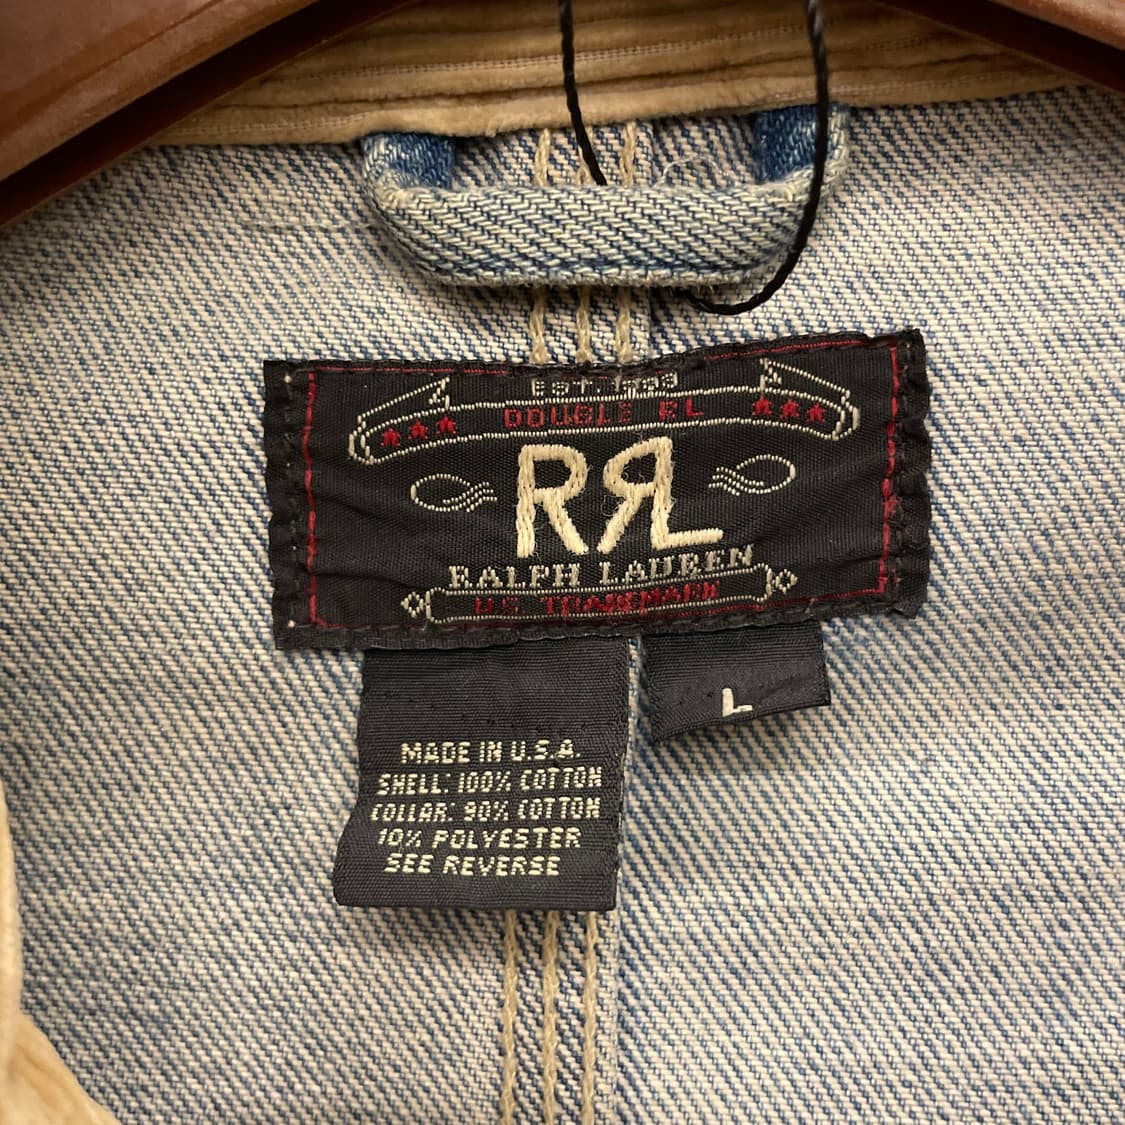 EST. 1993
DOUBLE RL
RRL
RALPH LAUREN
U.S. TRADEMARK
L
MADE IN U.S.A.
SHELL: 100% COTTON
COLLAR: 90% COTTON
10% POLYESTER
SEE REVERSE